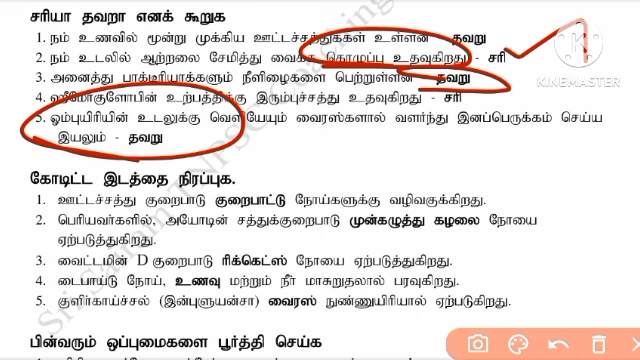 சரியா தவறா எனக் கூறுக
1. நம் உணவில் மூன்று முக்கிய ஊட்டச்சத்துக்கள் உள்ளன தவறு
2. நம் உடலில் ஆற்றலை சேமித்து வைக்க கொழுப்பு உதவுகிறது - சரி
3. அனைத்து பாக்டீரியாக்களும் நீளிழைகளை பெற்றுள்ளன தவறு
4. ஹீமோகுளோபின் உற்பத்திக்கு இரும்புச்சத்து உதவுகிறது - சரி
5. ஓம்புயிரியின் உடலுக்கு வெளியேயும் வைரஸ்களால் வளர்ந்து இனப்பெருக்கம் செய்ய
இயலும் - தவறு
கோடிட்ட இடத்தை நிரப்புக.
1. ஊட்டச்சத்து குறைபாடு குறைபாட்டு நோய்களுக்கு வழிவகுக்கிறது.
2. பெரியவர்களில், அயோடின் சத்துக்குறைபாடு முன்கழுத்து கழலை நோயை
ஏற்படுத்துகிறது.
3. வைட்டமின் D குறைபாடு ரிக்கெட்ஸ் நோயை ஏற்படுத்துகிறது.
4. டைபாய்டு நோய், உணவு மற்றும் நீர் மாசுறுதலால் பரவுகிறது.
5. குளிர்காய்ச்சல் (இன்புளுயன்சா) வைரஸ் நுண்ணுயிரியால் ஏற்படுகிறது.
பின்வரும் ஒப்புமைகளை பூர்த்தி செய்க
KINEMASTER